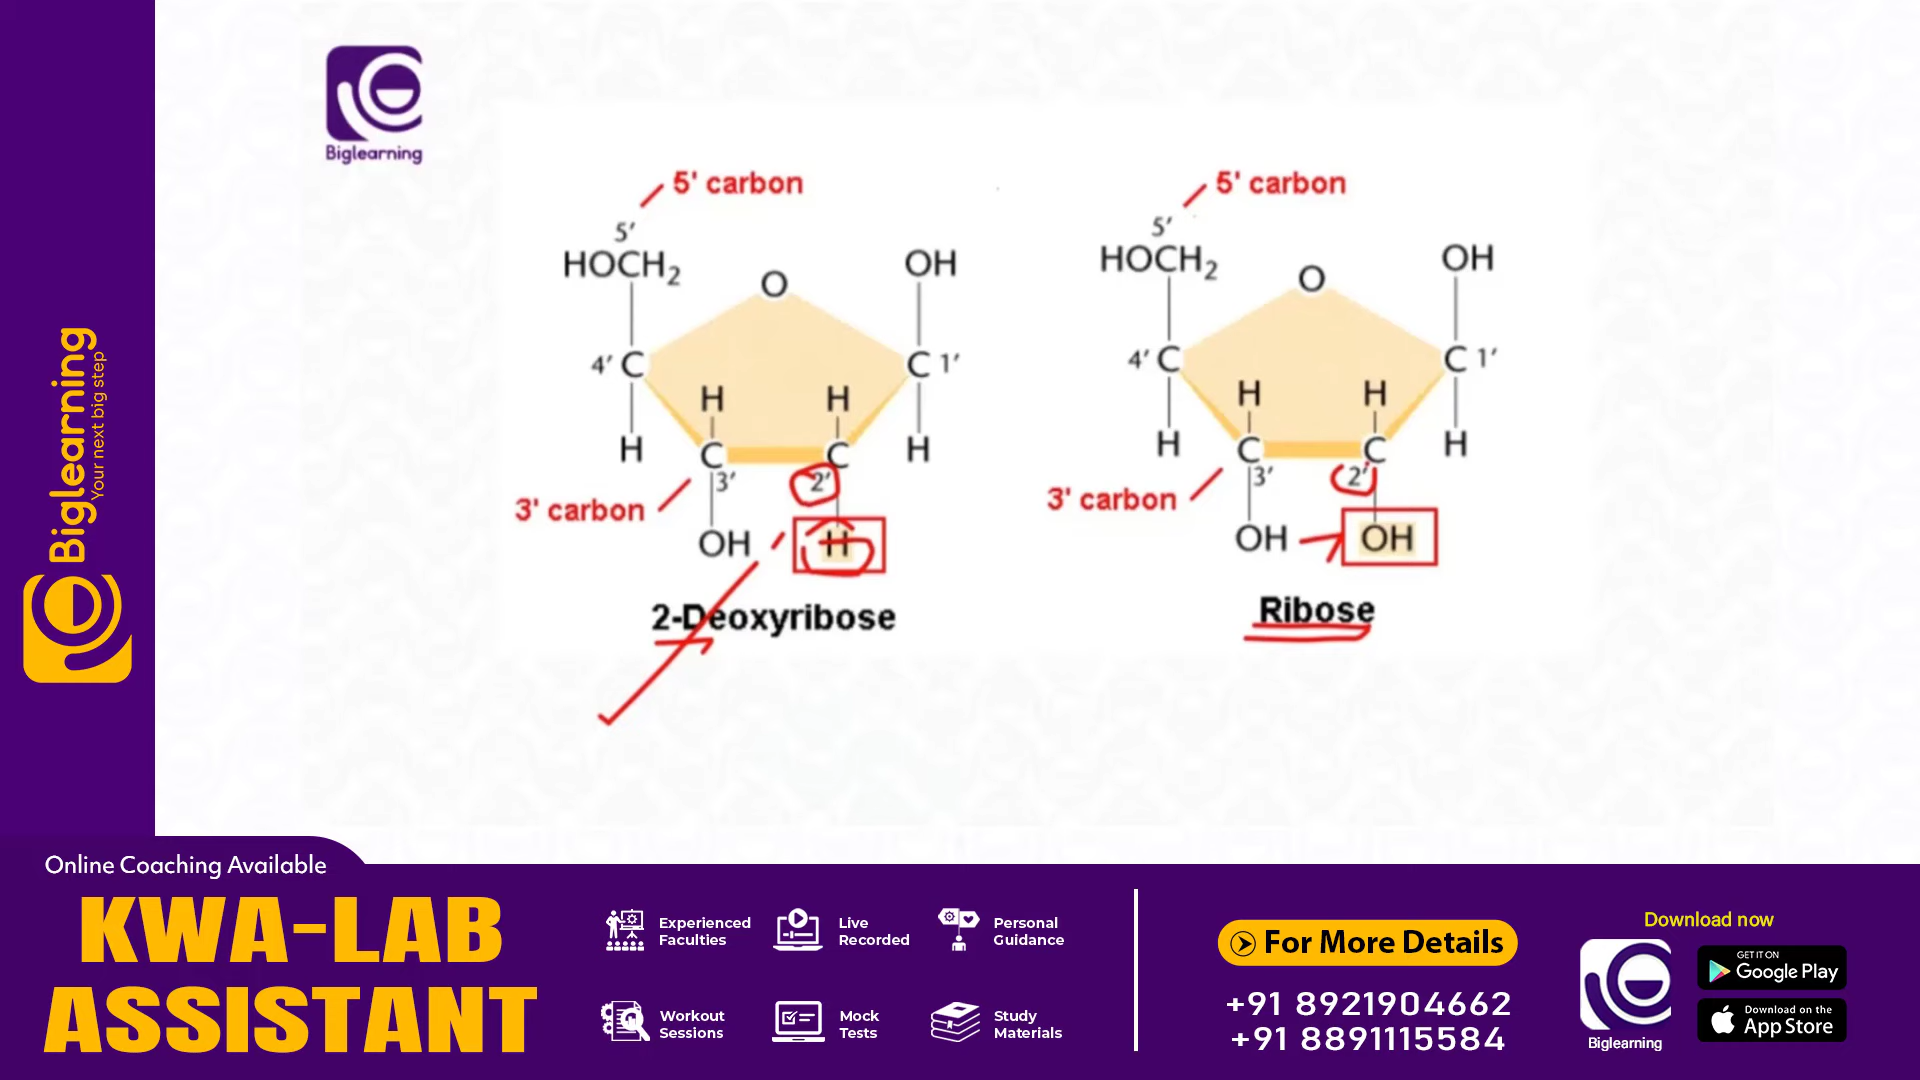 Biglearning
Biglearning
Your next big step
5' carbon
5′
HOCH₂
O
OH
4′ C
C 1′
H
H
H
C
C
H
3′
2′
3' carbon
OH
H
2-Deoxyribose
5' carbon
5′
HOCH₂
O
OH
4′ C
C 1′
H
H
H
C
C
H
3′
2′
3' carbon
OH
OH
Ribose
Online Coaching Available
KWA-LAB
ASSISTANT
Experienced
Faculties
Live
Recorded
Personal
Guidance
Workout
Sessions
Mock
Tests
Study
Materials
For More Details
+91 8921904662
+91 8891115584
Download now
Biglearning
GET IT ON
Google Play
Download on the
App Store